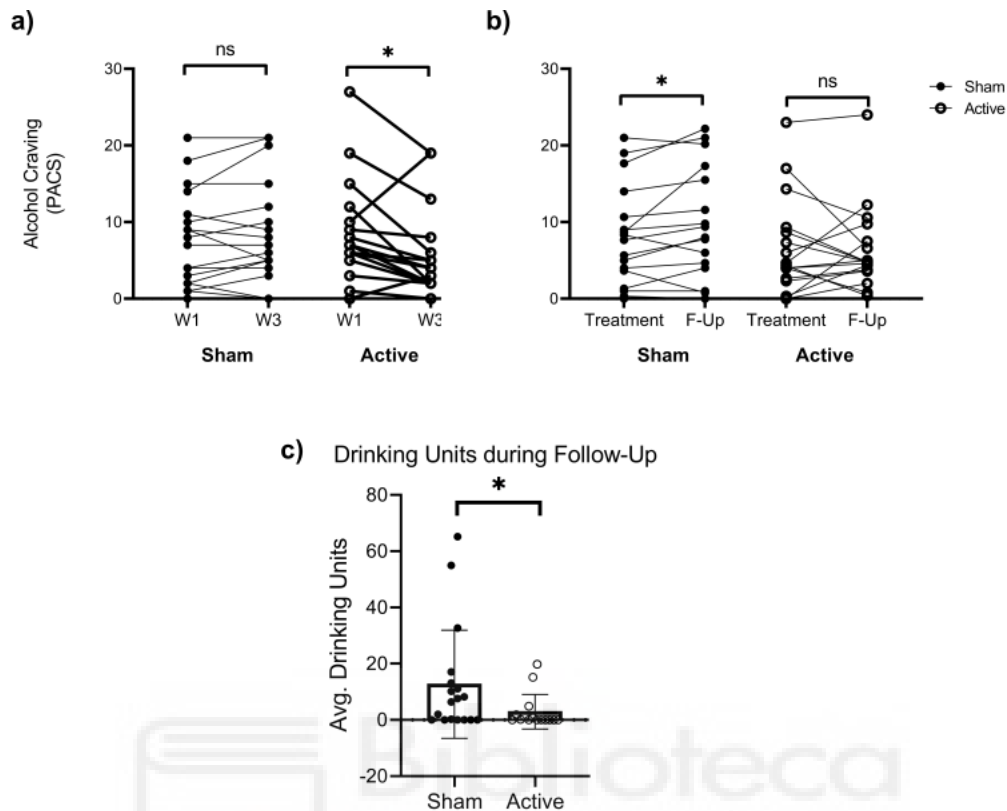 a)
ns
*
30
20
10
0
Alcohol Craving
(PACS)
W1
W3
W1
W3
Sham
Active
b)
*
ns
30
20
10
0
Treatment
F-Up
Treatment
F-Up
Sham
Active
Sham
Active
c)
Drinking Units during Follow-Up
*
80
60
40
20
0
-20
Avg. Drinking Units
Sham
Active
Biblioteca